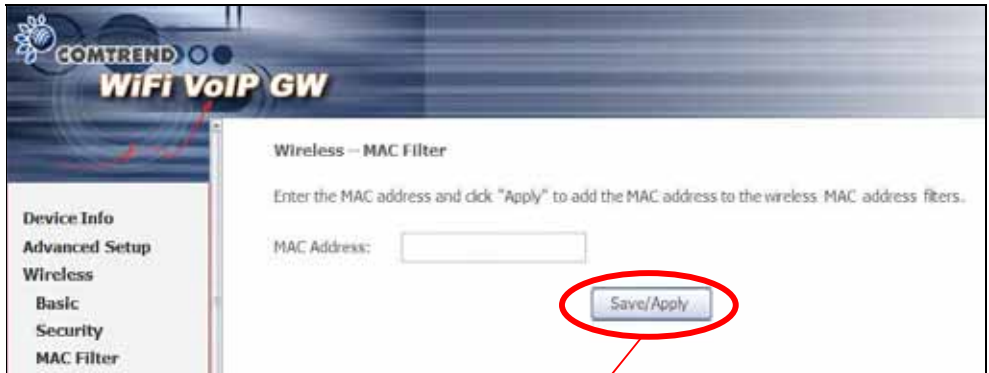 COMTREND
WiFi VoIP GW
Wireless -- MAC Filter
Enter the MAC address and click "Apply" to add the MAC address to the wireless MAC address filters.
MAC Address:
Save/Apply
Device Info
Advanced Setup
Wireless
Basic
Security
MAC Filter